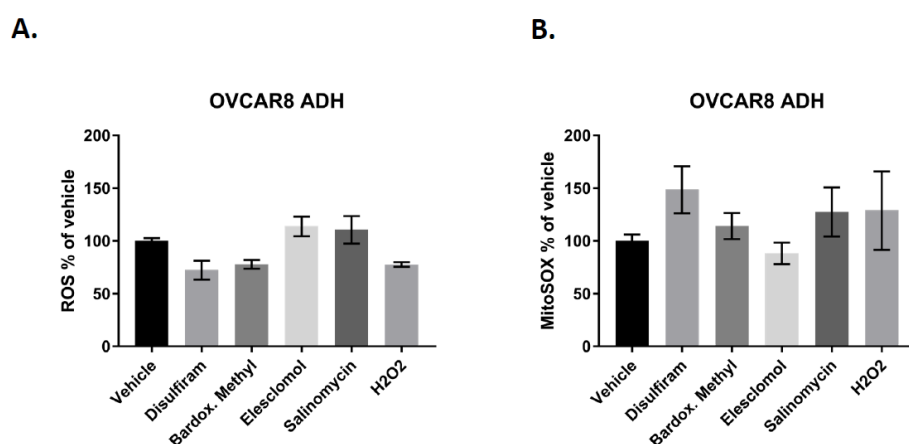 A.
OVCAR8 ADH
ROS % of vehicle
200
150
100
50
0
Vehicle
Disulfiram
Bardox. Methyl
Elesclomol
Salinomycin
H2O2
B.
OVCAR8 ADH
MitoSOX % of vehicle
200
150
100
50
0
Vehicle
Disulfiram
Bardox. Methyl
Elesclomol
Salinomycin
H2O2